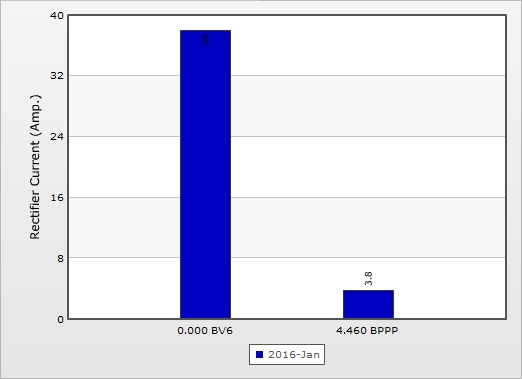 40
32
24
16
8
0
Rectifier Current (Amp.)
3.8
0.000 BV6
4.460 BPPP
2016-Jan